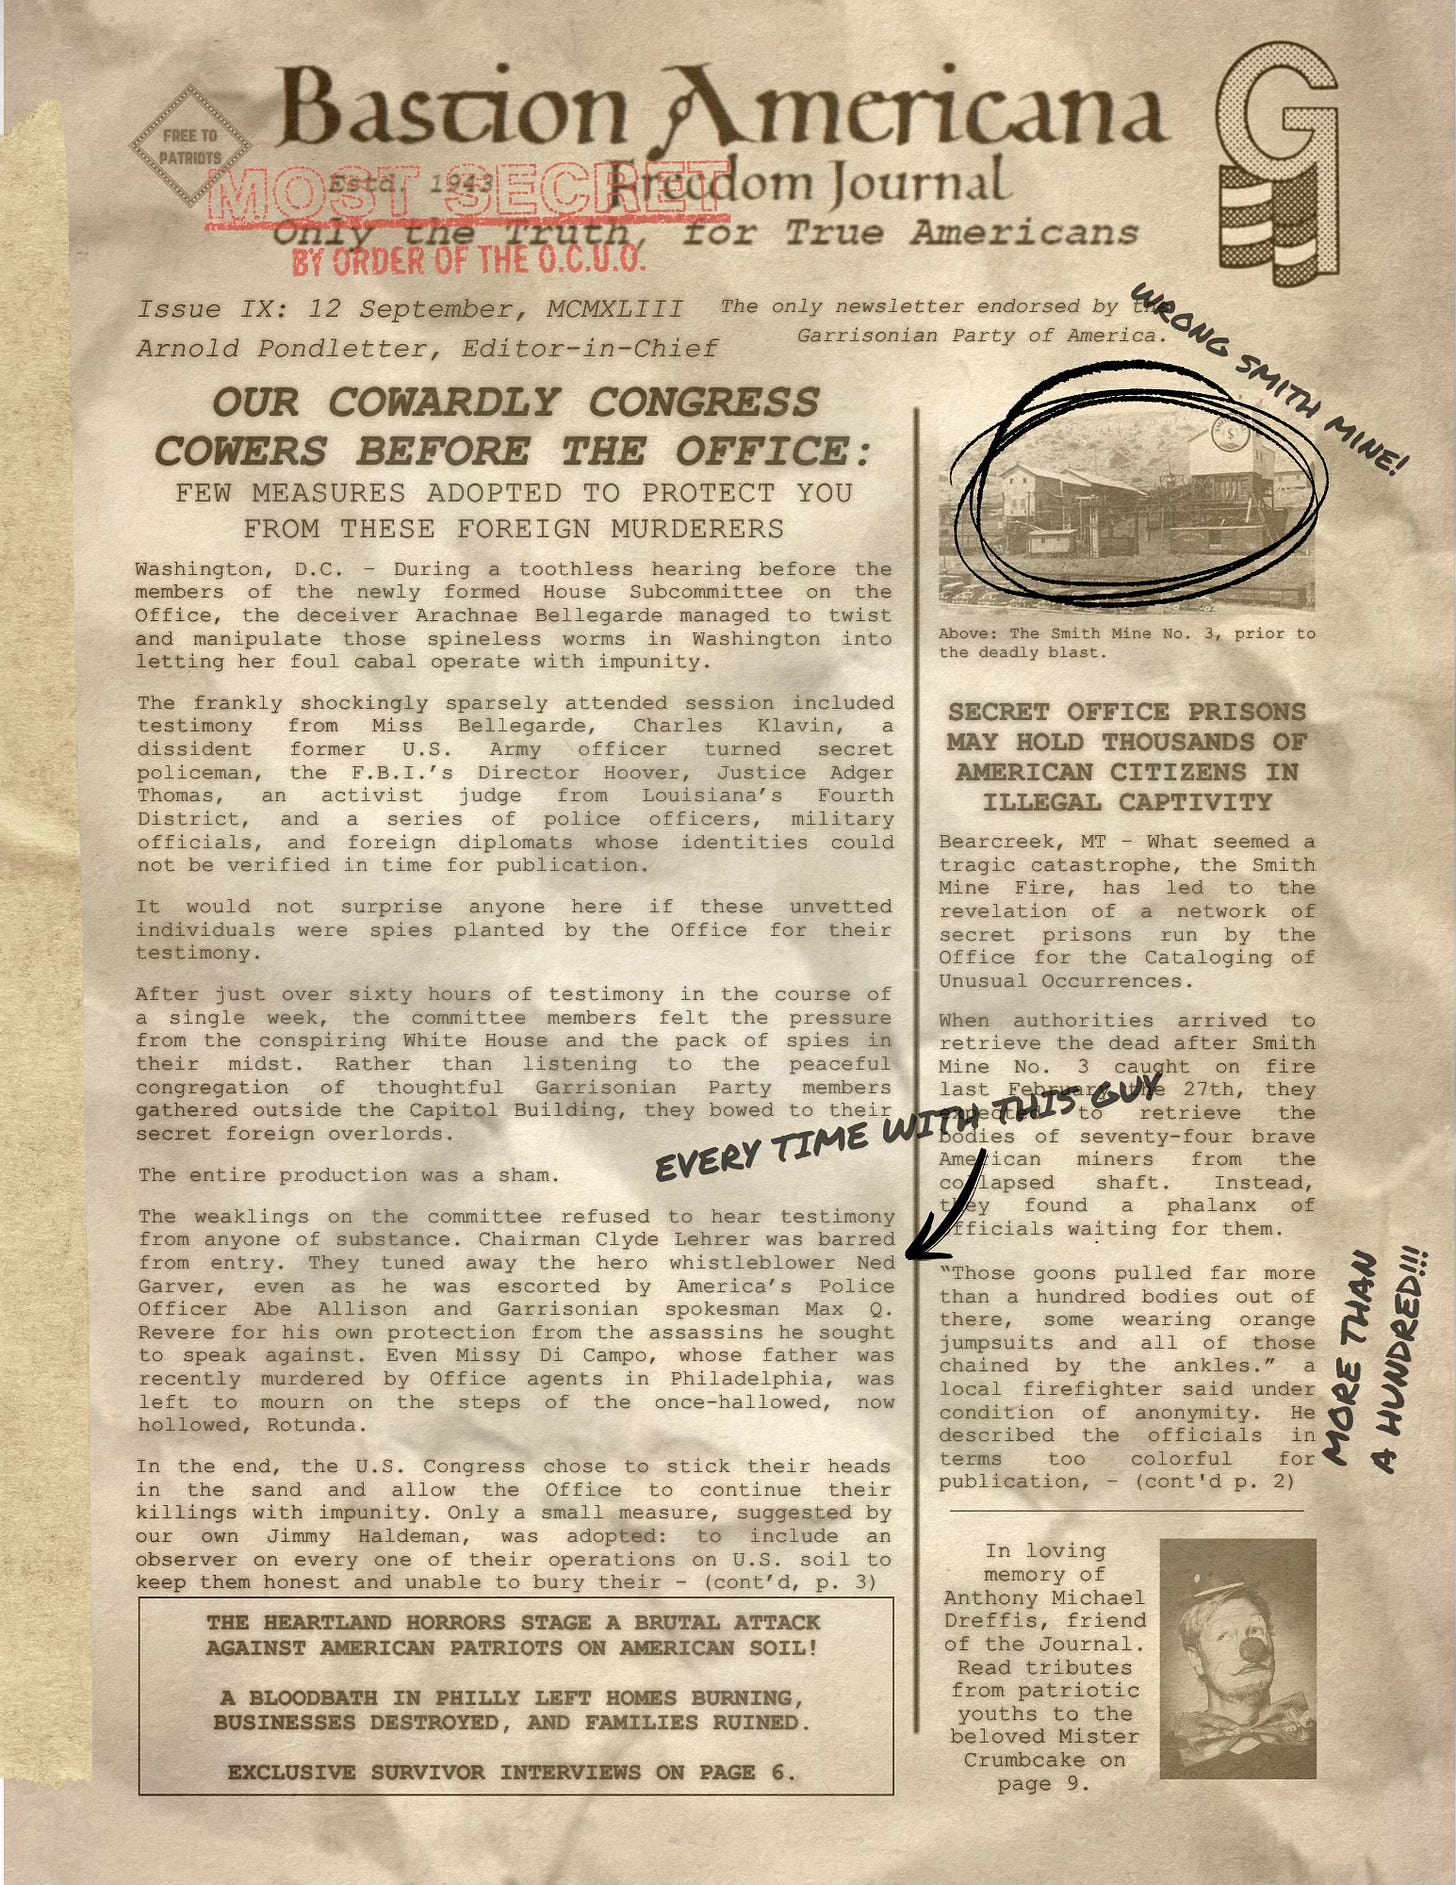 Bastion Americana
FREE TO
PATRIOTS
Estd. 1943
Freedom Journal
MOST SECRET
Only the Truth, for True Americans
BY ORDER OF THE O.C.U.O.
G
Issue IX: 12 September, MCMXLIII
Arnold Pondletter, Editor-in-Chief
The only newsletter endorsed by the
Garrisonian Party of America.
WRONG SMITH MINE!
OUR COWARDLY CONGRESS
COWERS BEFORE THE OFFICE:
FEW MEASURES ADOPTED TO PROTECT YOU
FROM THESE FOREIGN MURDERERS
Washington, D.C. – During a toothless hearing before the
members of the newly formed House Subcommittee on the
Office, the deceiver Arachnae Bellegarde managed to twist
and manipulate those spineless worms in Washington into
letting her foul cabal operate with impunity.
The frankly shockingly sparsely attended session included
testimony from Miss Bellegarde, Charles Klavin, a
dissident former U.S. Army officer turned secret
policeman, the F.B.I.’s Director Hoover, Justice Adger
Thomas, an activist judge from Louisiana’s Fourth
District, and a series of police officers, military
officials, and foreign diplomats whose identities could
not be verified in time for publication.
It would not surprise anyone here if these unvetted
individuals were spies planted by the Office for their
testimony.
After just over sixty hours of testimony in the course of
a single week, the committee members felt the pressure
from the conspiring White House and the pack of spies in
their midst. Rather than listening to the peaceful
congregation of thoughtful Garrisonian Party members
gathered outside the Capitol Building, they bowed to their
secret foreign overlords.
The entire production was a sham.
EVERY TIME WITH THIS GUY
The weaklings on the committee refused to hear testimony
from anyone of substance. Chairman Clyde Lehrer was barred
from entry. They tuned away the hero whistleblower Ned
Garver, even as he was escorted by America’s Police
Officer Abe Allison and Garrisonian spokesman Max Q.
Revere for his own protection from the assassins he sought
to speak against. Even Missy Di Campo, whose father was
recently murdered by Office agents in Philadelphia, was
left to mourn on the steps of the once-hallowed, now
hollowed, Rotunda.
In the end, the U.S. Congress chose to stick their heads
in the sand and allow the Office to continue their
killings with impunity. Only a small measure, suggested by
our own Jimmy Haldeman, was adopted: to include an
observer on every one of their operations on U.S. soil to
keep them honest and unable to bury their – (cont’d, p. 3)
THE HEARTLAND HORRORS STAGE A BRUTAL ATTACK
AGAINST AMERICAN PATRIOTS ON AMERICAN SOIL!
A BLOODBATH IN PHILLY LEFT HOMES BURNING,
BUSINESSES DESTROYED, AND FAMILIES RUINED.
EXCLUSIVE SURVIVOR INTERVIEWS ON PAGE 6.
Above: The Smith Mine No. 3, prior to
the deadly blast.
SECRET OFFICE PRISONS
MAY HOLD THOUSANDS OF
AMERICAN CITIZENS IN
ILLEGAL CAPTIVITY
Bearcreek, MT – What seemed a
tragic catastrophe, the Smith
Mine Fire, has led to the
revelation of a network of
secret prisons run by the
Office for the Cataloging of
Unusual Occurrences.
When authorities arrived to
retrieve the dead after Smith
Mine No. 3 caught on fire
last February the 27th, they
expected to retrieve the
bodies of seventy-four brave
American miners from the
collapsed shaft. Instead,
they found a phalanx of
officials waiting for them.
“Those goons pulled far more
than a hundred bodies out of
there, some wearing orange
jumpsuits and all of those
chained by the ankles.” a
local firefighter said under
condition of anonymity. He
described the officials in
terms too colorful for
publication, – (cont'd p. 2)
MORE THAN
A HUNDRED!!!
In loving
memory of
Anthony Michael
Dreffis, friend
of the Journal.
Read tributes
from patriotic
youths to the
beloved Mister
Crumbcake on
page 9.